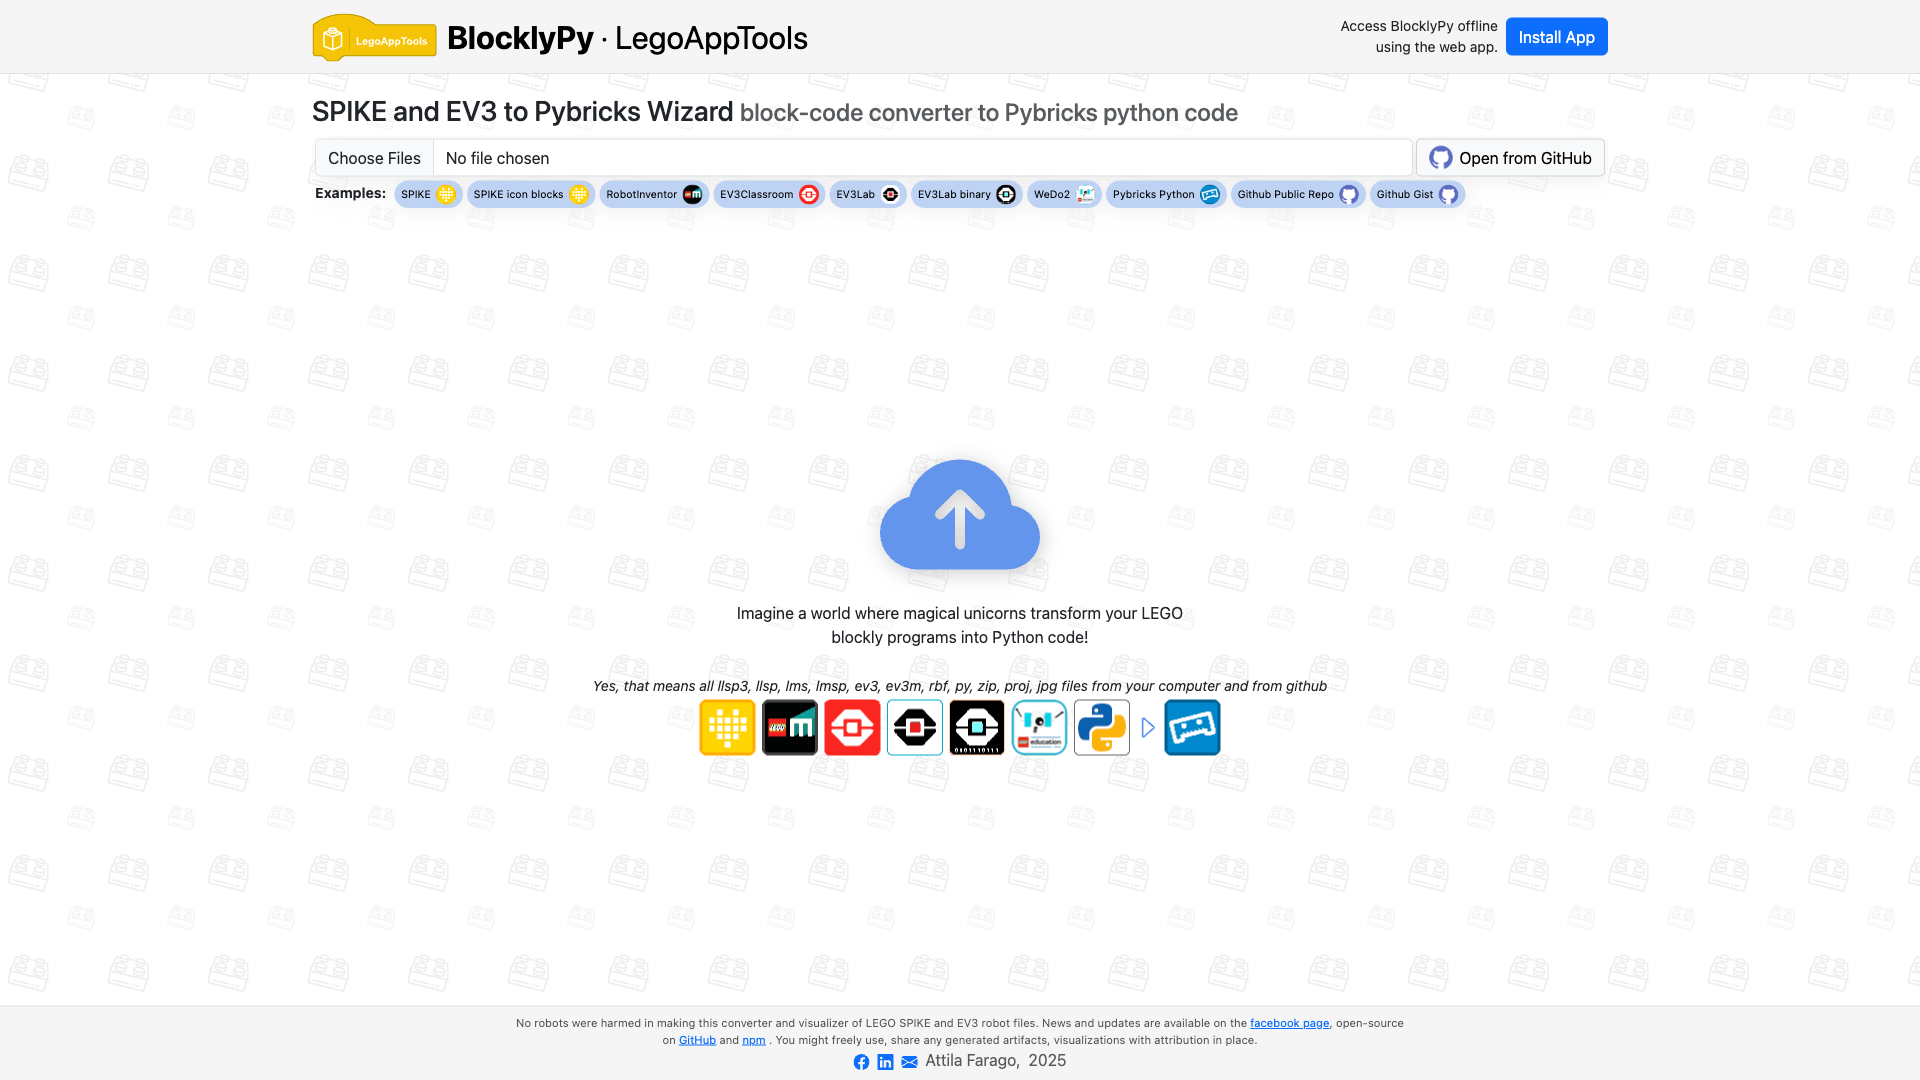 LegoAppTools
BlocklyPy · LegoAppTools
Access BlocklyPy offline
using the web app.
Install App
SPIKE and EV3 to Pybricks Wizard block-code converter to Pybricks python code
Choose Files No file chosen
Open from GitHub
Examples: SPIKE SPIKE icon blocks RobotInventor EV3Classroom EV3Lab EV3Lab binary WeDo2 Pybricks Python Github Public Repo Github Gist
Imagine a world where magical unicorns transform your LEGO
blockly programs into Python code!
Yes, that means all llsp3, llsp, lms, lmsp, ev3, ev3m, rbf, py, zip, proj, jpg files from your computer and from github
LEGO
education
No robots were harmed in making this converter and visualizer of LEGO SPIKE and EV3 robot files. News and updates are available on the facebook page, open-source
on GitHub and npm . You might freely use, share any generated artifacts, visualizations with attribution in place.
Attila Farago, 2025